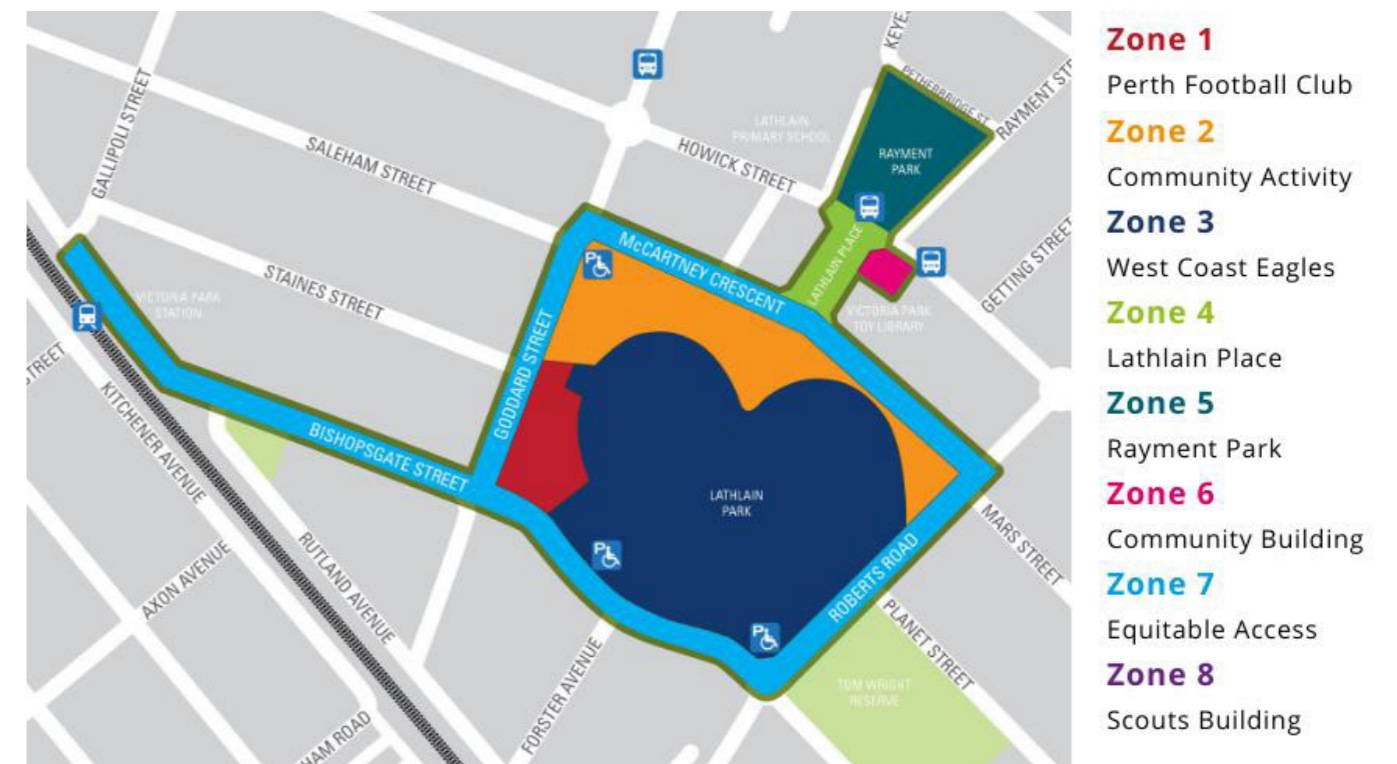 KEYES
PETHERBRIDGE ST
RAYMENT ST
GALLIPOLI STREET
LATHLAIN
PRIMARY SCHOOL
SALEHAM STREET
HOWICK STREET
RAYMENT
PARK
McCARTNEY CRESCENT
LATHLAIN PLACE
GETTING STREET
STAINES STREET
VICTORIA PARK
STATION
VICTORIA PARK
TOY LIBRARY
P
STREET
GODDARD STREET
KITCHENER AVENUE
BISHOPSGATE STREET
LATHLAIN
PARK
MARS STREET
P
RUTLAND AVENUE
ROBERTS ROAD
AXON AVENUE
P
PLANET STREET
FORSTER AVENUE
TOM WRIGHT
RESERVE
HAM ROAD
Zone 1
Perth Football Club
Zone 2
Community Activity
Zone 3
West Coast Eagles
Zone 4
Lathlain Place
Zone 5
Rayment Park
Zone 6
Community Building
Zone 7
Equitable Access
Zone 8
Scouts Building